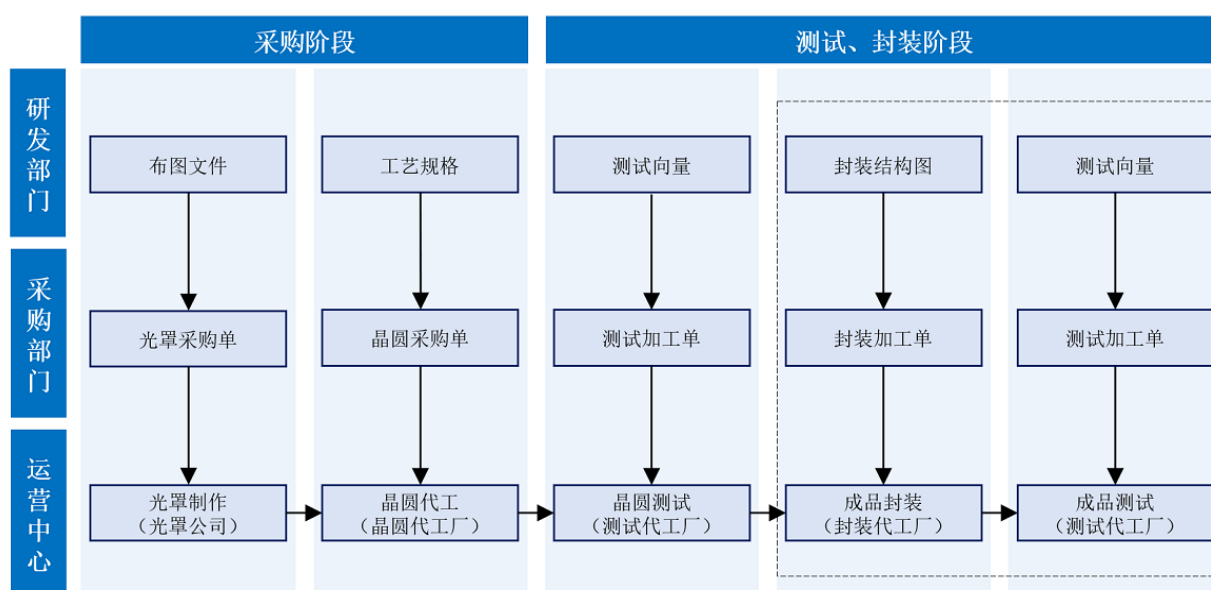 采购阶段
测试、封装阶段
研发部门
布图文件
工艺规格
测试向量
封装结构图
测试向量
采购部门
光罩采购单
晶圆采购单
测试加工单
封装加工单
测试加工单
运营中心
光罩制作
（光罩公司）
晶圆代工
（晶圆代工厂）
晶圆测试
（测试代工厂）
成品封装
（封装代工厂）
成品测试
（测试代工厂）